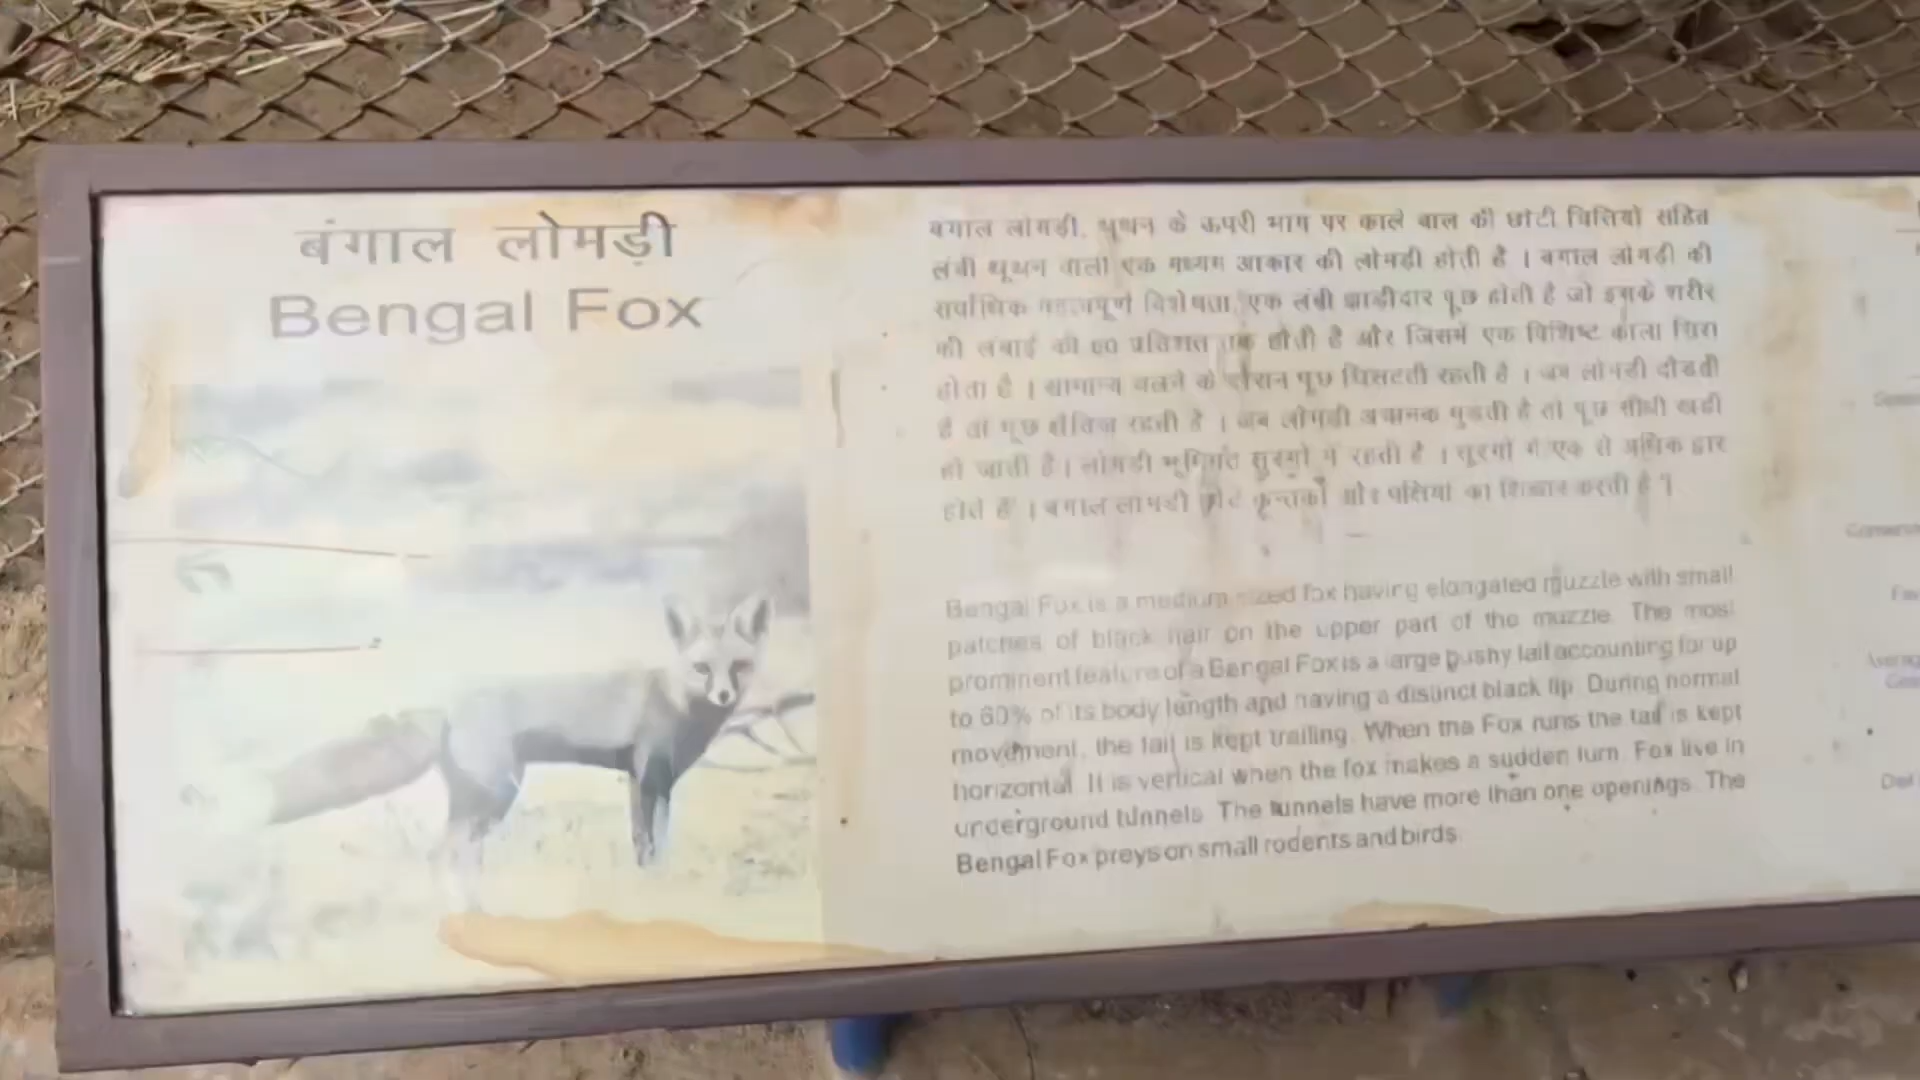 बंगाल लोमड़ी
Bengal Fox
बंगाल लोमडी, थूथन के ऊपरी भाग पर काले बाल की छोटी चित्तियो सहित
लंबी थूथन वाली एक मध्यम आकार की लोमडी होती है । बंगाल लोमडी की
सर्वाधिक महत्वपूर्ण विशेषता, एक लंबी झाडीदार पूछ होती है जो इसके शरीर
की लंबाई की 60 प्रतिशत तक होती है और जिसमें एक विशिष्ट काला सिरा
होता है । सामान्य चलने के दौरान पूछ घिसटती रहती है । जब लोमडी दौडती
है तो पूछ क्षैतिज रहती है । जब लोमडी अचानक मुडती है तो पूछ सीधी खडी
हो जाती है । लोमडी भूमिगत सुरंगो में रहती है । सुरंगो में एक से अधिक द्वार
होते हैं । बंगाल लोमडी छोटे कृन्तकों और पक्षियों का शिकार करती है ।
Bengal Fox is a medium sized fox having elongated muzzle with small
patches of black hair on the upper part of the muzzle. The most
prominent feature of a Bengal Fox is a large bushy tail accounting for up
to 60% of its body length and having a distinct black tip. During normal
movement, the tail is kept trailing. When the Fox runs the tail is kept
horizontal. It is vertical when the fox makes a sudden turn. Fox live in
underground tunnels. The tunnels have more than one openings. The
Bengal Fox preys on small rodents and birds.